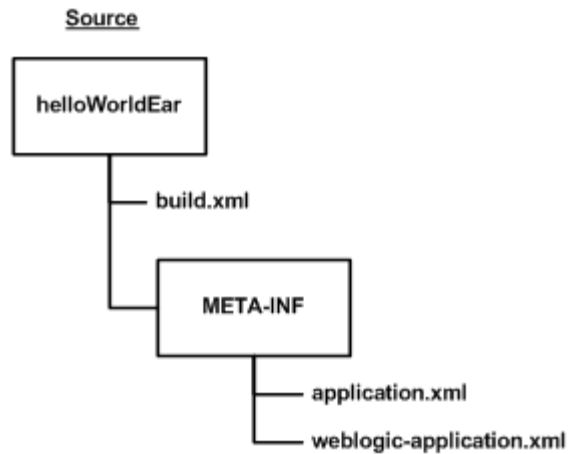 Source
helloWorldEar
build.xml
META-INF
application.xml
weblogic-application.xml